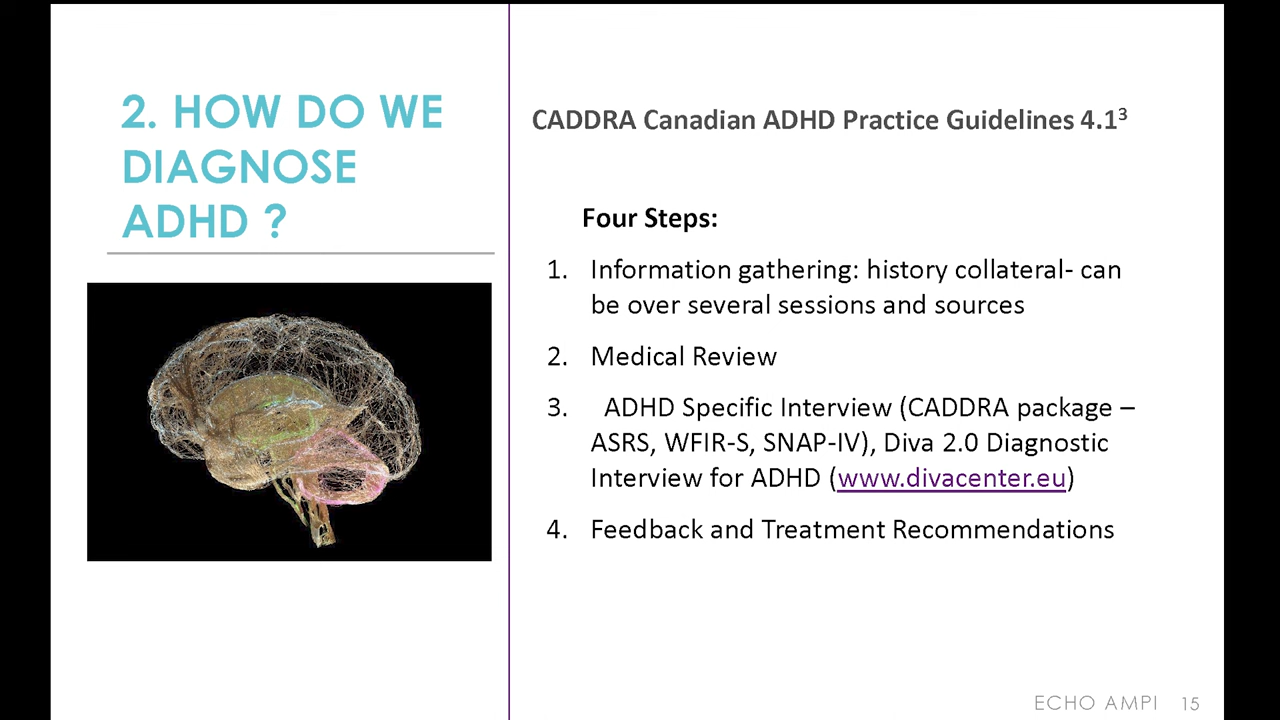 2. HOW DO WE
DIAGNOSE
ADHD ?
CADDRA Canadian ADHD Practice Guidelines 4.1³
Four Steps:
1. Information gathering: history collateral- can
be over several sessions and sources
2. Medical Review
3. ADHD Specific Interview (CADDRA package –
ASRS, WFIR-S, SNAP-IV), Diva 2.0 Diagnostic
Interview for ADHD (www.divacenter.eu)
4. Feedback and Treatment Recommendations
ECHO AMPI 15